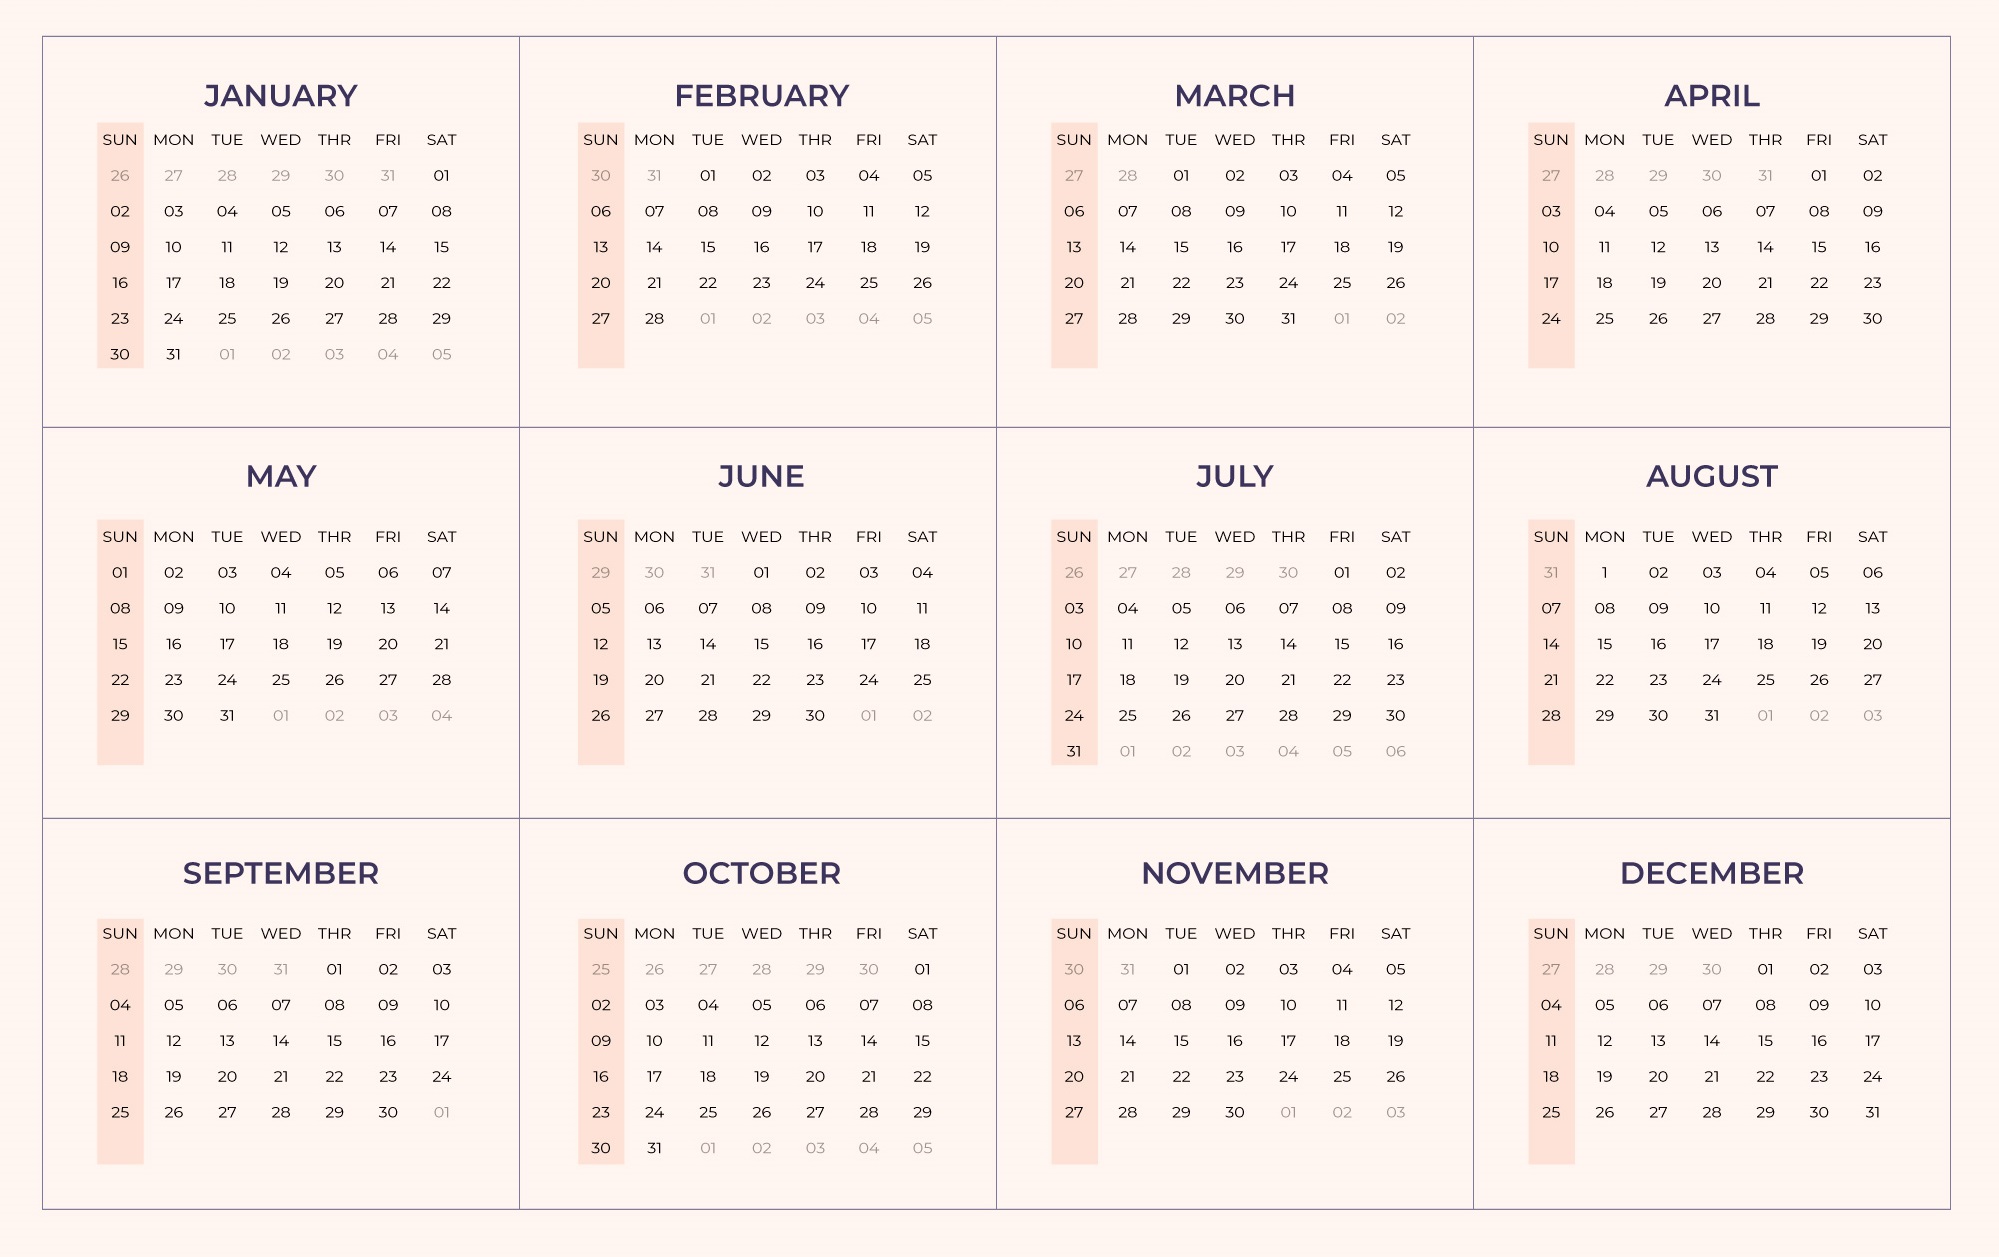 JANUARY
SUN MON TUE WED THR FRI SAT
26 27 28 29 30 31 01
02 03 04 05 06 07 08
09 10 11 12 13 14 15
16 17 18 19 20 21 22
23 24 25 26 27 28 29
30 31 01 02 03 04 05
FEBRUARY
SUN MON TUE WED THR FRI SAT
30 31 01 02 03 04 05
06 07 08 09 10 11 12
13 14 15 16 17 18 19
20 21 22 23 24 25 26
27 28 01 02 03 04 05
MARCH
SUN MON TUE WED THR FRI SAT
27 28 01 02 03 04 05
06 07 08 09 10 11 12
13 14 15 16 17 18 19
20 21 22 23 24 25 26
27 28 29 30 31 01 02
APRIL
SUN MON TUE WED THR FRI SAT
27 28 29 30 31 01 02
03 04 05 06 07 08 09
10 11 12 13 14 15 16
17 18 19 20 21 22 23
24 25 26 27 28 29 30
MAY
SUN MON TUE WED THR FRI SAT
01 02 03 04 05 06 07
08 09 10 11 12 13 14
15 16 17 18 19 20 21
22 23 24 25 26 27 28
29 30 31 01 02 03 04
JUNE
SUN MON TUE WED THR FRI SAT
29 30 31 01 02 03 04
05 06 07 08 09 10 11
12 13 14 15 16 17 18
19 20 21 22 23 24 25
26 27 28 29 30 01 02
JULY
SUN MON TUE WED THR FRI SAT
26 27 28 29 30 01 02
03 04 05 06 07 08 09
10 11 12 13 14 15 16
17 18 19 20 21 22 23
24 25 26 27 28 29 30
31 01 02 03 04 05 06
AUGUST
SUN MON TUE WED THR FRI SAT
31 1 02 03 04 05 06
07 08 09 10 11 12 13
14 15 16 17 18 19 20
21 22 23 24 25 26 27
28 29 30 31 01 02 03
SEPTEMBER
SUN MON TUE WED THR FRI SAT
28 29 30 31 01 02 03
04 05 06 07 08 09 10
11 12 13 14 15 16 17
18 19 20 21 22 23 24
25 26 27 28 29 30 01
OCTOBER
SUN MON TUE WED THR FRI SAT
25 26 27 28 29 30 01
02 03 04 05 06 07 08
09 10 11 12 13 14 15
16 17 18 19 20 21 22
23 24 25 26 27 28 29
30 31 01 02 03 04 05
NOVEMBER
SUN MON TUE WED THR FRI SAT
30 31 01 02 03 04 05
06 07 08 09 10 11 12
13 14 15 16 17 18 19
20 21 22 23 24 25 26
27 28 29 30 01 02 03
DECEMBER
SUN MON TUE WED THR FRI SAT
27 28 29 30 01 02 03
04 05 06 07 08 09 10
11 12 13 14 15 16 17
18 19 20 21 22 23 24
25 26 27 28 29 30 31